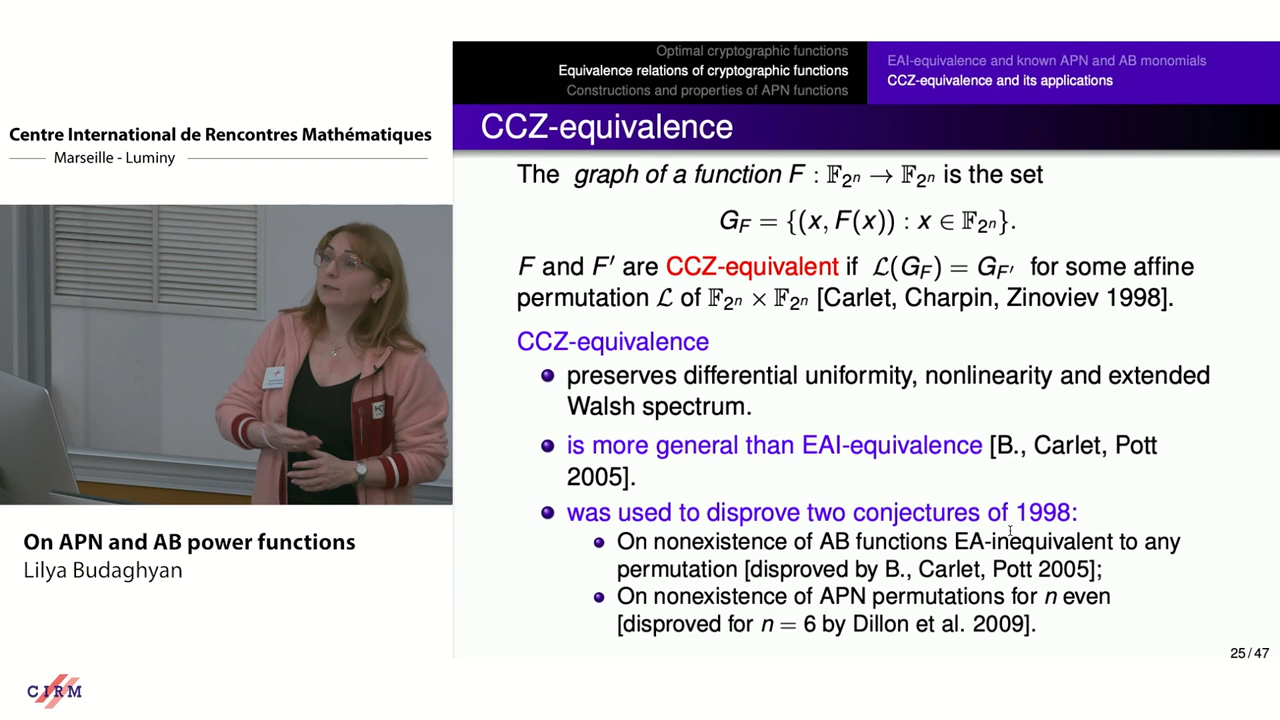 Centre International de Rencontres Mathématiques
Marseille - Luminy
On APN and AB power functions
Lilya Budaghyan
CIRM
Optimal cryptographic functions
Equivalence relations of cryptographic functions
Constructions and properties of APN functions
EAI-equivalence and known APN and AB monomials
CCZ-equivalence and its applications
CCZ-equivalence
The graph of a function F : 𝔽₂ⁿ → 𝔽₂ⁿ is the set
G_F = {(x, F(x)) : x ∈ 𝔽₂ⁿ}.
F and F′ are CCZ-equivalent if ℒ(G_F) = G_F′ for some affine
permutation ℒ of 𝔽₂ⁿ × 𝔽₂ⁿ [Carlet, Charpin, Zinoviev 1998].
CCZ-equivalence
preserves differential uniformity, nonlinearity and extended
Walsh spectrum.
is more general than EAI-equivalence [B., Carlet, Pott
2005].
was used to disprove two conjectures of 1998:
On nonexistence of AB functions EA-inequivalent to any
permutation [disproved by B., Carlet, Pott 2005];
On nonexistence of APN permutations for n even
[disproved for n = 6 by Dillon et al. 2009].
25 / 47